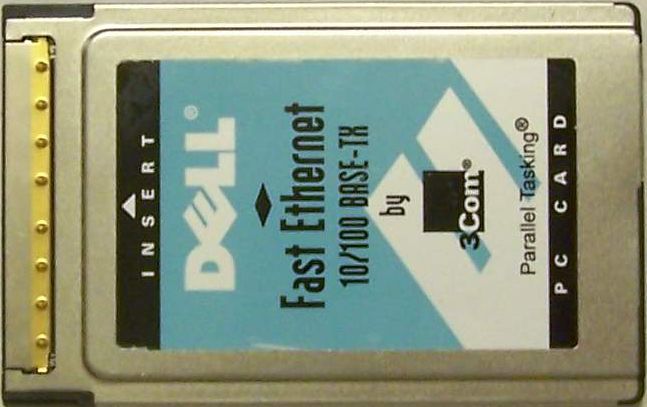 INSERT
DELL®
Fast Ethernet
10/100 BASE-TX
by
3Com®
Parallel Tasking®
PC CARD